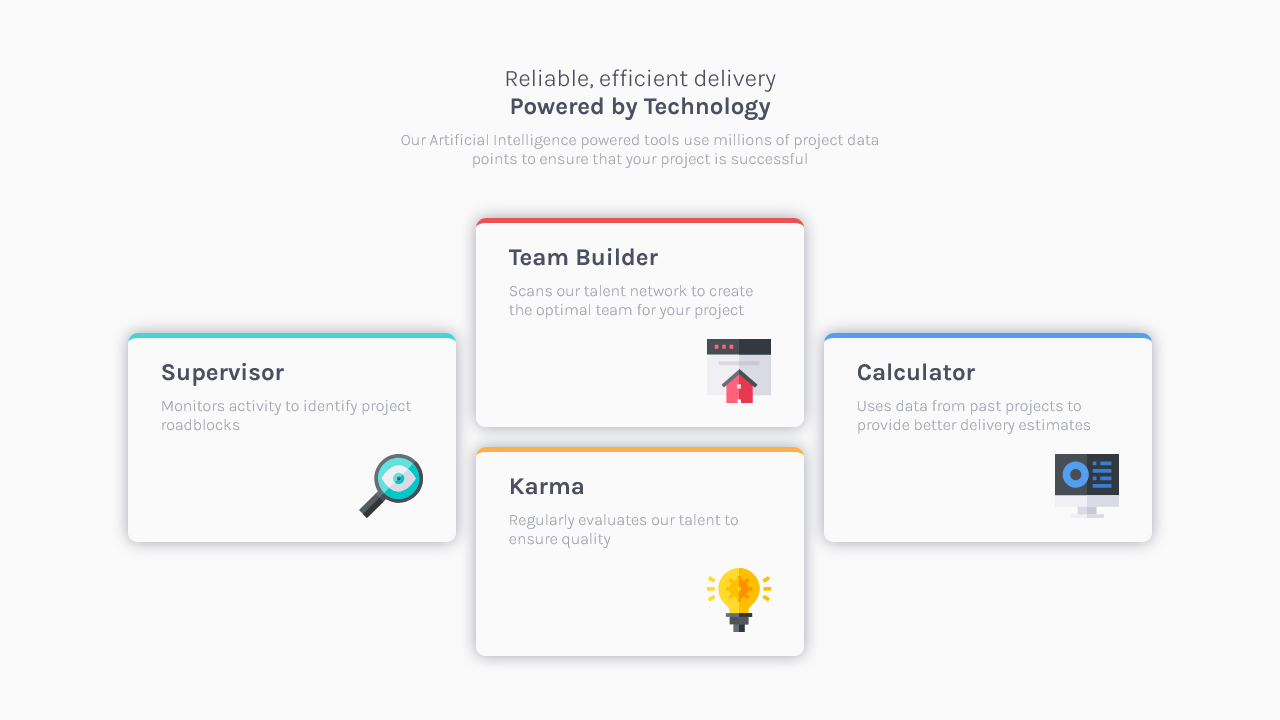 Reliable, efficient delivery
Powered by Technology
Our Artificial Intelligence powered tools use millions of project data
points to ensure that your project is successful
Supervisor
Monitors activity to identify project
roadblocks
Team Builder
Scans our talent network to create
the optimal team for your project
Karma
Regularly evaluates our talent to
ensure quality
Calculator
Uses data from past projects to
provide better delivery estimates